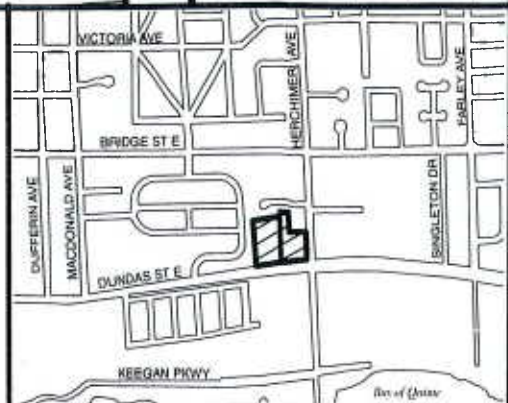 VICTORIA AVE
HERCHIMER AVE
FARLEY AVE
BRIDGE ST E
DUFFERIN AVE
MACDONALD AVE
SINGLETON DR
DUNDAS ST E
KEEGAN PKWY
Bay of Quinte